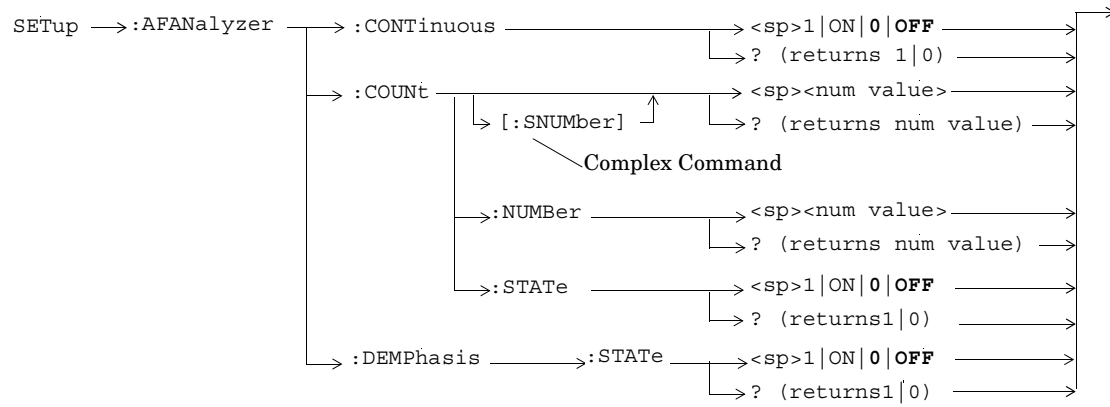 SETup :AFANalyzer :CONTinuous <sp>1|ON|0|OFF
? (returns 1|0)
:COUNt <sp><num value>
[:SNUMber] ? (returns num value)
Complex Command
:NUMBer <sp><num value>
? (returns num value)
:STATe <sp>1|ON|0|OFF
? (returns1|0)
:DEMPhasis :STATe <sp>1|ON|0|OFF
? (returns1|0)